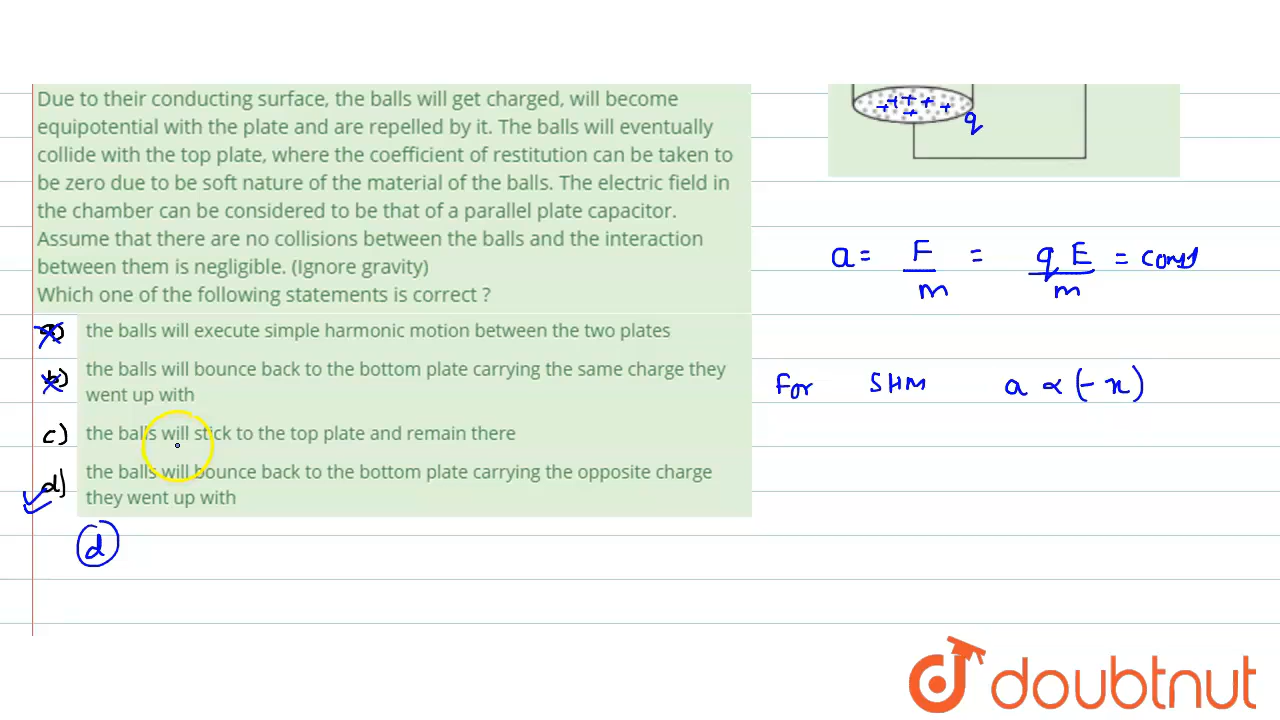 Due to their conducting surface, the balls will get charged, will become
equipotential with the plate and are repelled by it. The balls will eventually
collide with the top plate, where the coefficient of restitution can be taken to
be zero due to be soft nature of the material of the balls. The electric field in
the chamber can be considered to be that of a parallel plate capacitor.
Assume that there are no collisions between the balls and the interaction
between them is negligible. (Ignore gravity)
Which one of the following statements is correct ?
a) the balls will execute simple harmonic motion between the two plates
b) the balls will bounce back to the bottom plate carrying the same charge they
went up with
c) the balls will stick to the top plate and remain there
d) the balls will bounce back to the bottom plate carrying the opposite charge
they went up with
d
+ + + + + +
q
a = F/m = qE/m = const
For SHM a ∝ (- x)
doubtnut